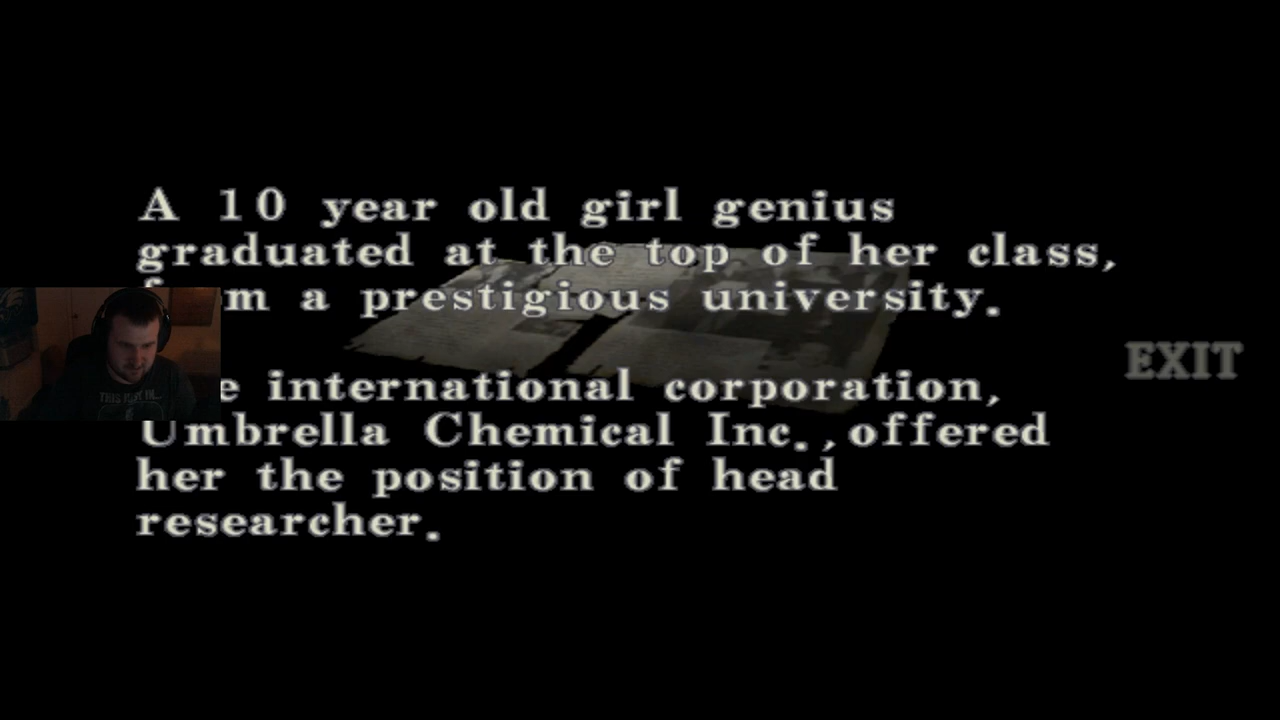 A 10 year old girl genius
graduated at the top of her class,
m a prestigious university.
e international corporation,
Umbrella Chemical Inc.,offered
her the position of head
researcher.
EXIT